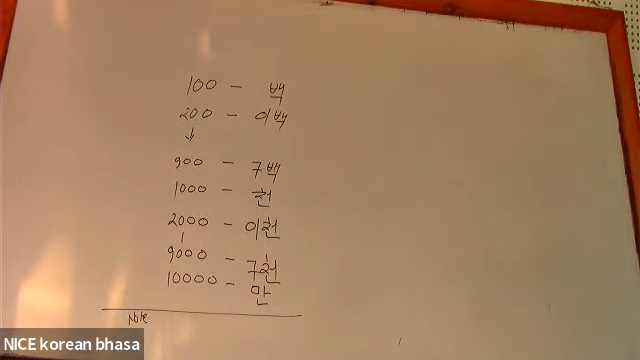 100 - 백
200 - 이백
↓
900 - 구백
1000 - 천
2000 - 이천
9000 - 구천
10000 - 만
Note
NICE korean bhasa